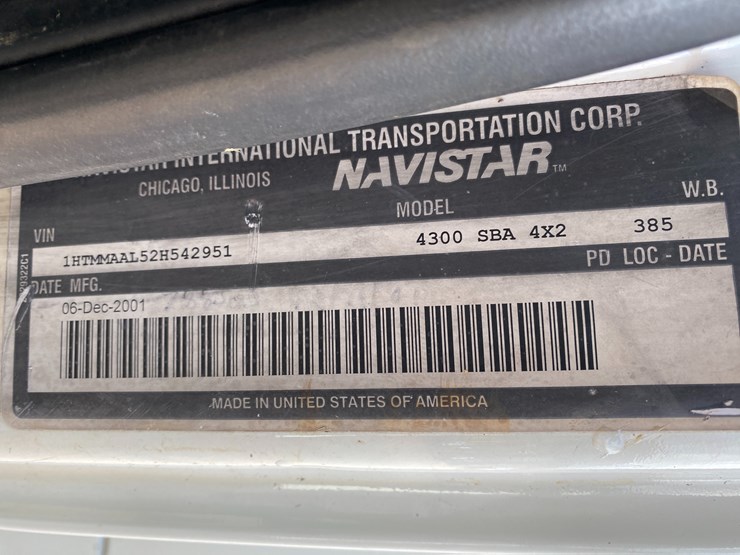 INTERNATIONAL TRANSPORTATION CORP.
CHICAGO, ILLINOIS
NAVISTAR™
VIN MODEL W.B.
1HTMMAAL52H542951 4300 SBA 4X2 385
DATE MFG. PD LOC - DATE
06-Dec-2001
MADE IN UNITED STATES OF AMERICA